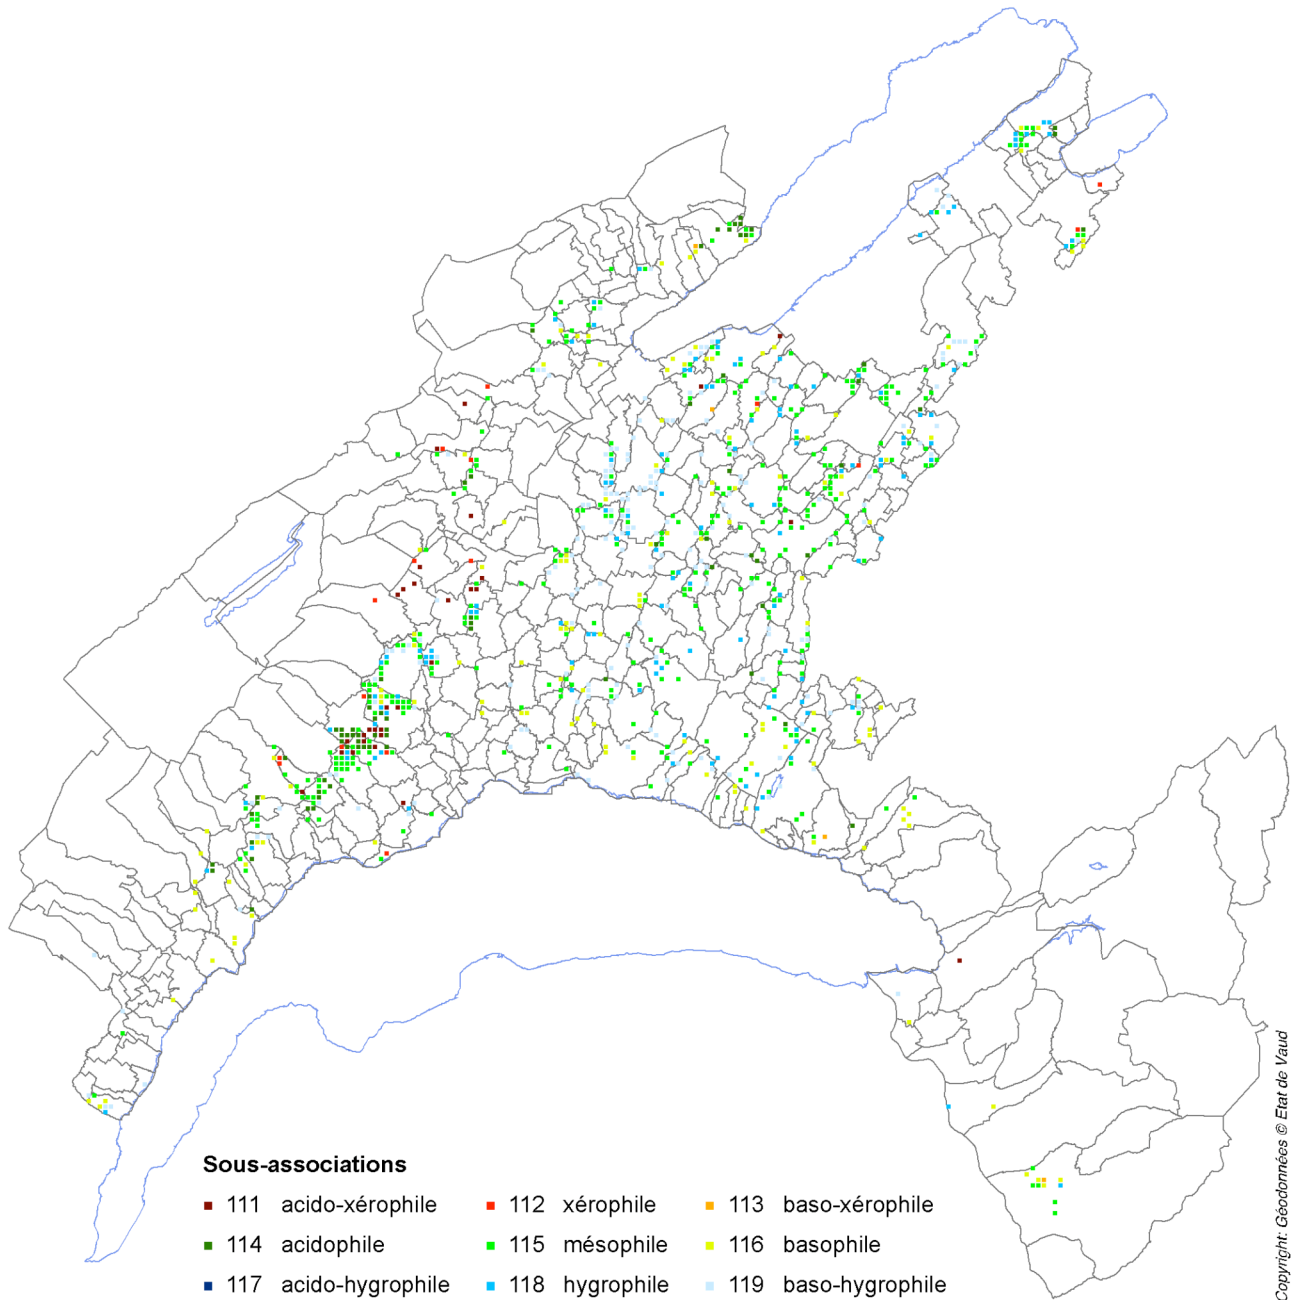 Sous-associations
111 acido-xérophile 112 xérophile 113 baso-xérophile
114 acidophile 115 mésophile 116 basophile
117 acido-hygrophile 118 hygrophile 119 baso-hygrophile
Copyright: Géodonnées © Etat de Vaud